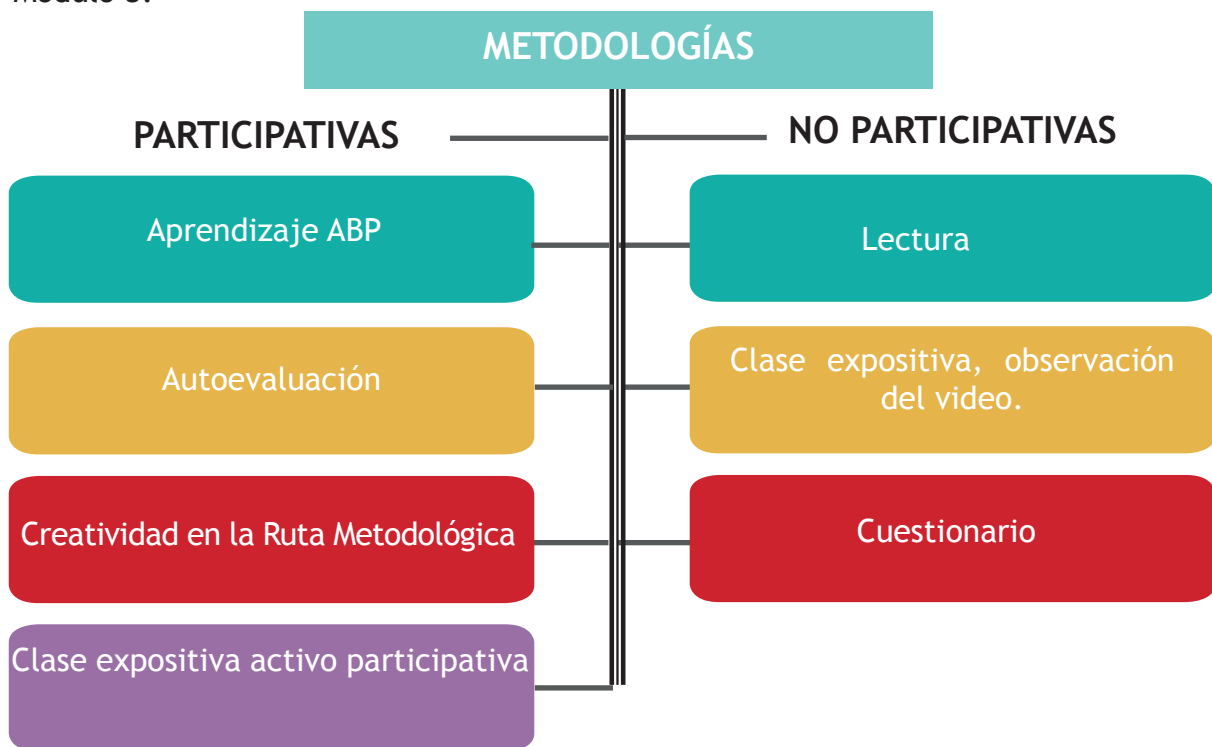 METODOLOGÍAS
PARTICIPATIVAS
NO PARTICIPATIVAS
Aprendizaje ABP
Lectura
Autoevaluación
Clase expositiva, observación
del video.
Creatividad en la Ruta Metodológica
Cuestionario
Clase expositiva activo participativa